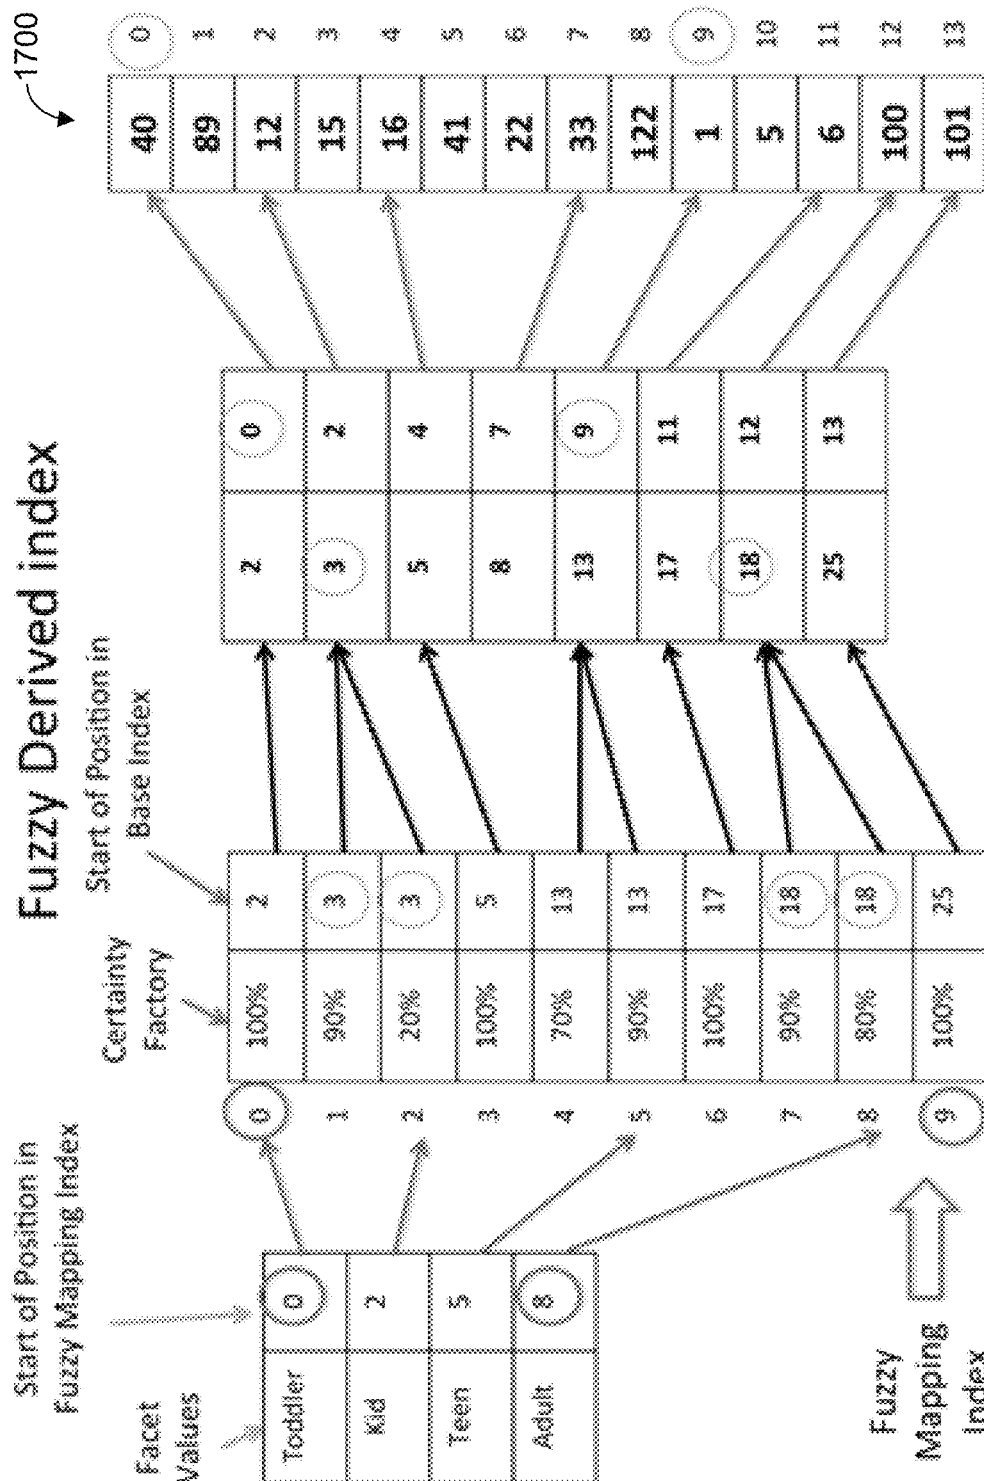 1700
Fuzzy Derived index
Start of Position in
Fuzzy Mapping Index
Certainty
Factory
Start of Position in
Base Index
Facet
Values
Toddler 0
Kid 2
Teen 5
Adult 8
Fuzzy
Mapping
Index
0 100% 2
1 90% 3
2 20% 3
3 100% 5
4 70% 13
5 90% 13
6 100% 17
7 90% 18
8 80% 18
9 100% 25
2 0
3 2
5 4
8 7
13 9
17 11
18 12
25 13
40 0
89 1
12 2
15 3
16 4
41 5
22 6
33 7
122 8
1 9
5 10
6 11
100 12
101 13